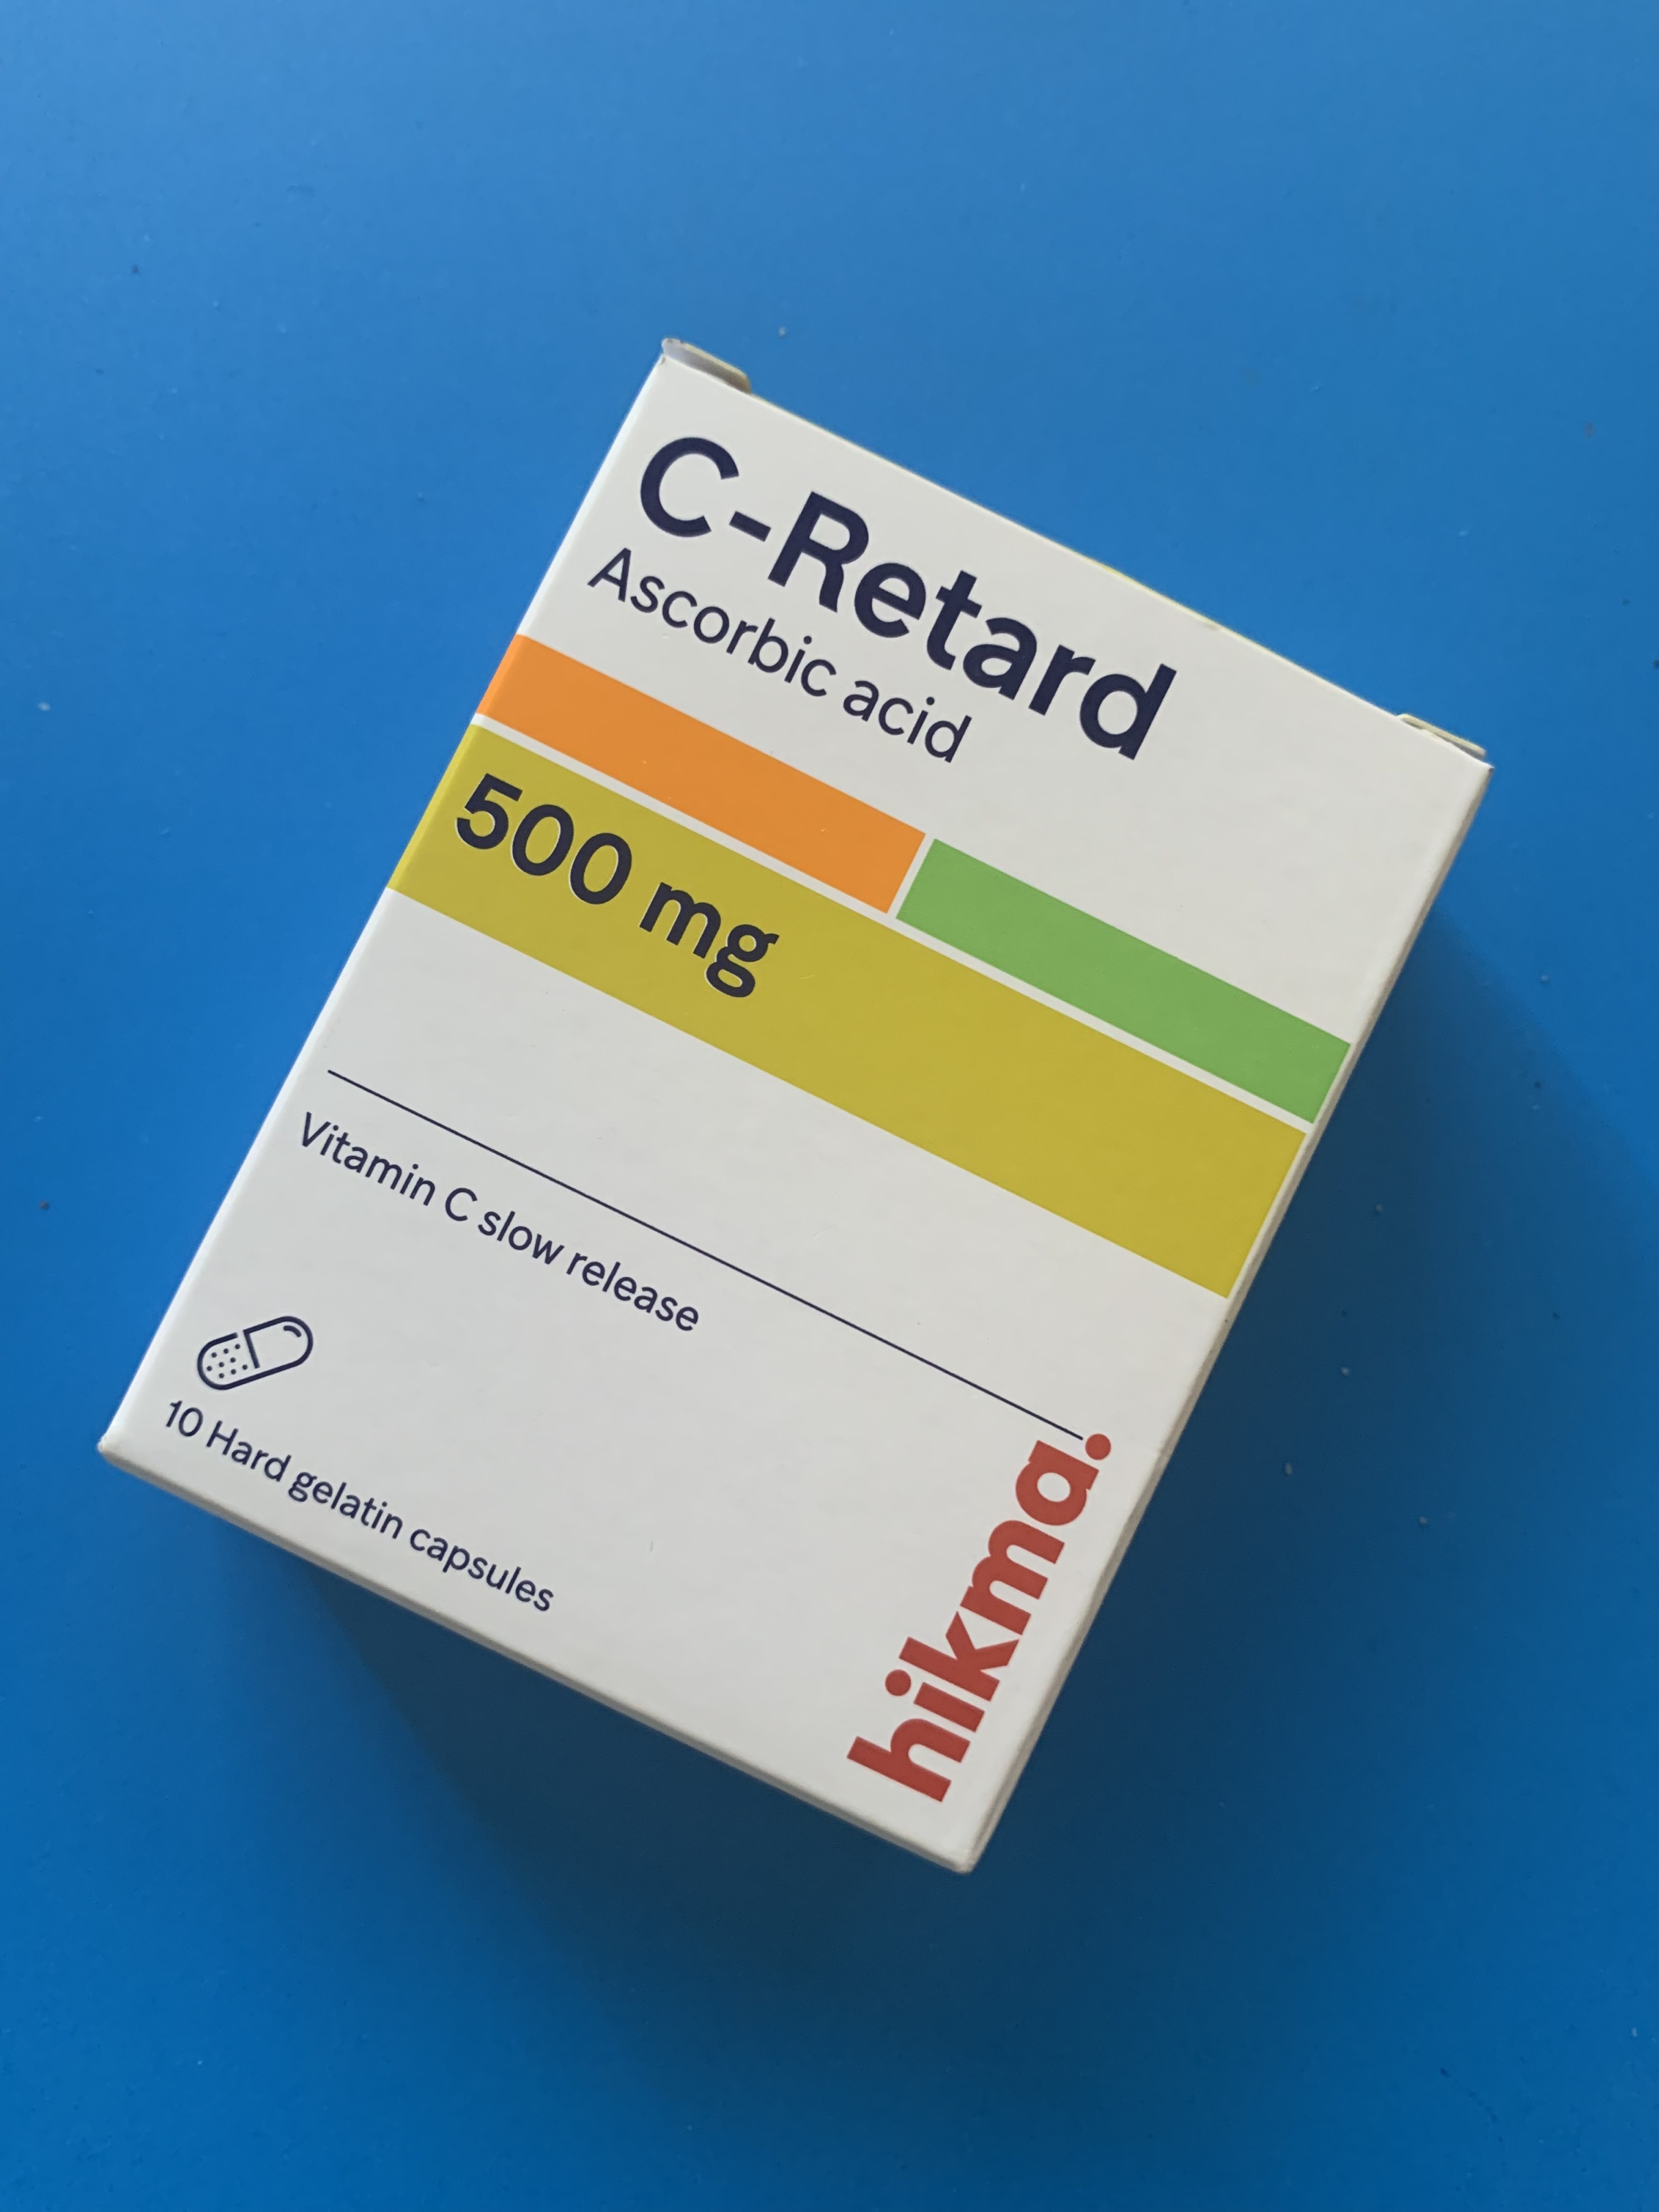 C-Retard
Ascorbic acid
500 mg
Vitamin C slow release
10 Hard gelatin capsules
hikma.